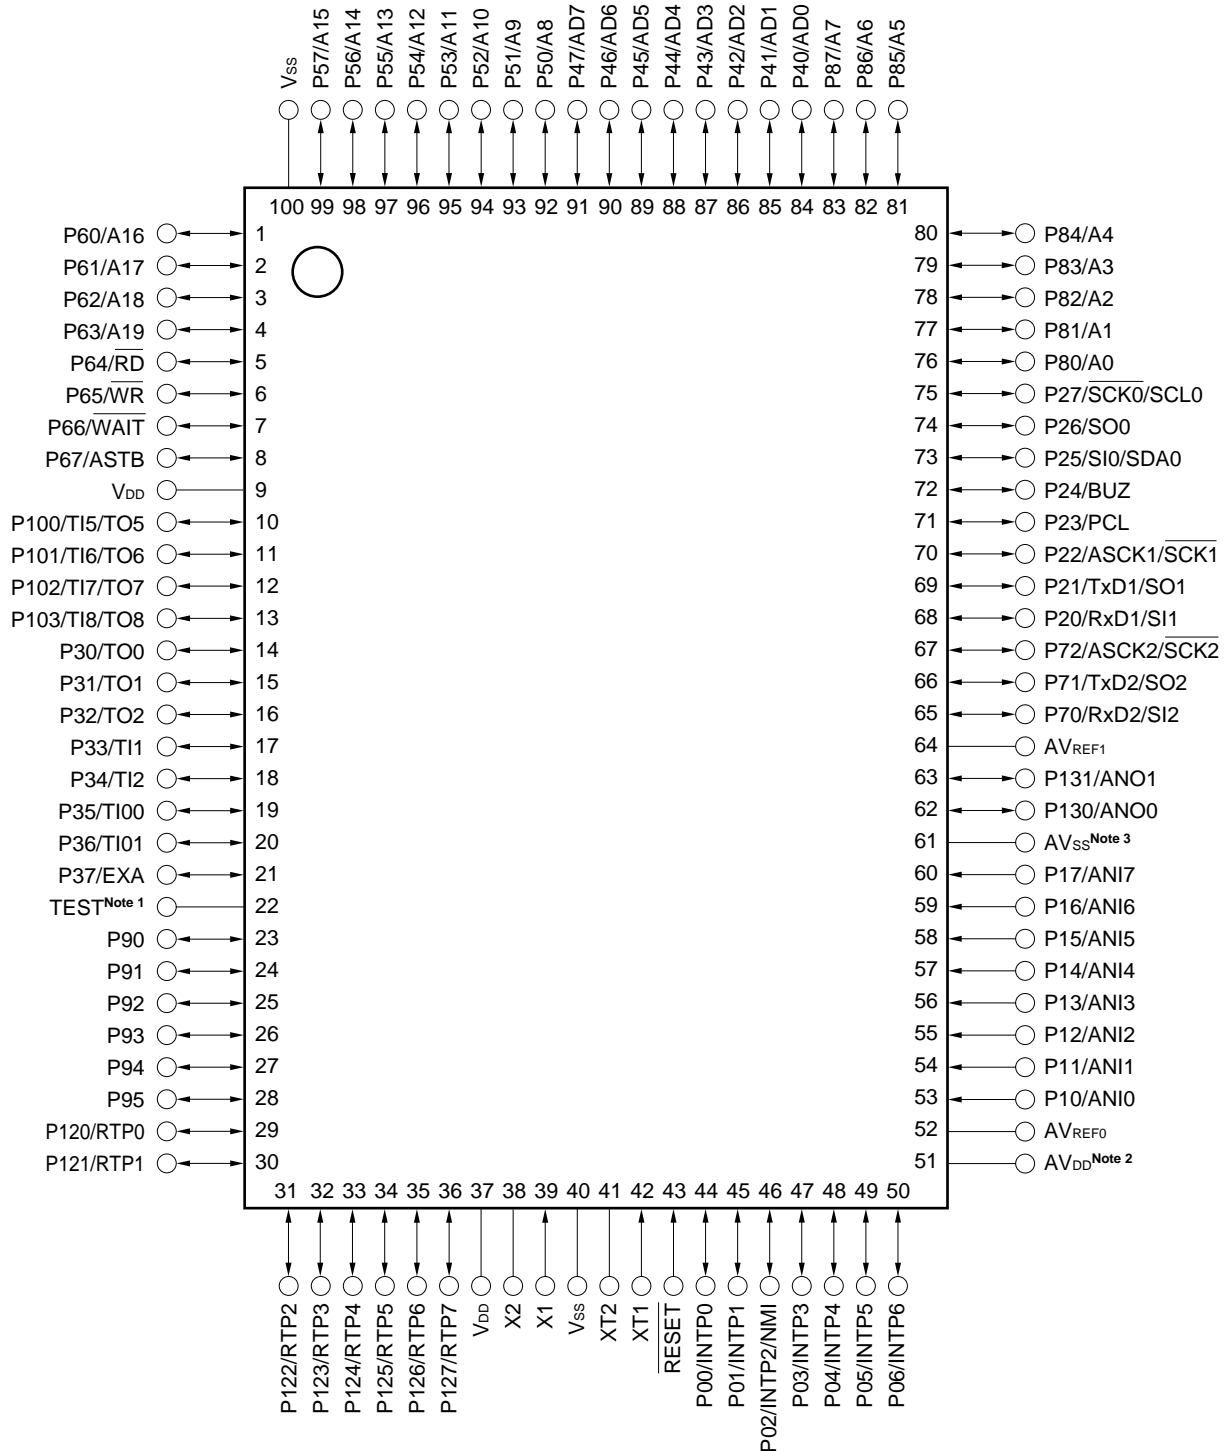 VSS
P57/A15
P56/A14
P55/A13
P54/A12
P53/A11
P52/A10
P51/A9
P50/A8
P47/AD7
P46/AD6
P45/AD5
P44/AD4
P43/AD3
P42/AD2
P41/AD1
P40/AD0
P87/A7
P86/A6
P85/A5
100 99 98 97 96 95 94 93 92 91 90 89 88 87 86 85 84 83 82 81
P60/A16 1
P61/A17 2
P62/A18 3
P63/A19 4
P64/R̅D̅ 5
P65/W̅R̅ 6
P66/W̅A̅I̅T̅ 7
P67/ASTB 8
VDD 9
P100/TI5/TO5 10
P101/TI6/TO6 11
P102/TI7/TO7 12
P103/TI8/TO8 13
P30/TO0 14
P31/TO1 15
P32/TO2 16
P33/TI1 17
P34/TI2 18
P35/TI00 19
P36/TI01 20
P37/EXA 21
TEST Note 1 22
P90 23
P91 24
P92 25
P93 26
P94 27
P95 28
P120/RTP0 29
P121/RTP1 30
80 P84/A4
79 P83/A3
78 P82/A2
77 P81/A1
76 P80/A0
75 P27/S̅C̅K̅0̅/SCL0
74 P26/SO0
73 P25/SI0/SDA0
72 P24/BUZ
71 P23/PCL
70 P22/ASCK1/S̅C̅K̅1̅
69 P21/TxD1/SO1
68 P20/RxD1/SI1
67 P72/ASCK2/S̅C̅K̅2̅
66 P71/TxD2/SO2
65 P70/RxD2/SI2
64 AVREF1
63 P131/ANO1
62 P130/ANO0
61 AVSS Note 3
60 P17/ANI7
59 P16/ANI6
58 P15/ANI5
57 P14/ANI4
56 P13/ANI3
55 P12/ANI2
54 P11/ANI1
53 P10/ANI0
52 AVREF0
51 AVDD Note 2
31 32 33 34 35 36 37 38 39 40 41 42 43 44 45 46 47 48 49 50
P122/RTP2
P123/RTP3
P124/RTP4
P125/RTP5
P126/RTP6
P127/RTP7
VDD
X2
X1
VSS
XT2
XT1
R̅E̅S̅E̅T̅
P00/INTP0
P01/INTP1
P02/INTP2/NMI
P03/INTP3
P04/INTP4
P05/INTP5
P06/INTP6